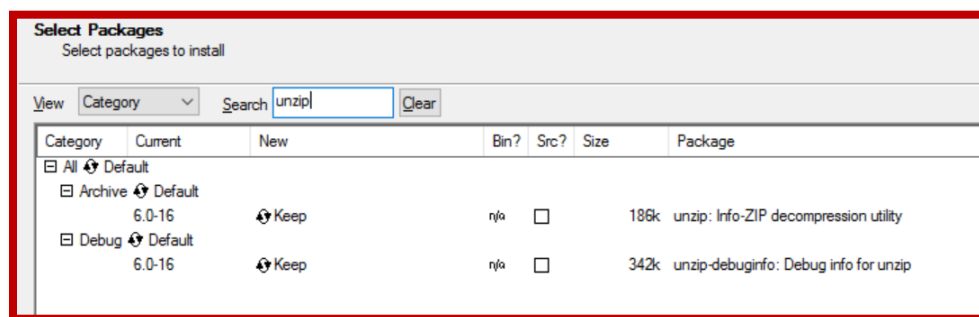 Select Packages
Select packages to install
View Category Search unzip Clear
Category Current New Bin? Src? Size Package
All Default
Archive Default
6.0-16 Keep n/a 186k unzip: Info-ZIP decompression utility
Debug Default
6.0-16 Keep n/a 342k unzip-debuginfo: Debug info for unzip